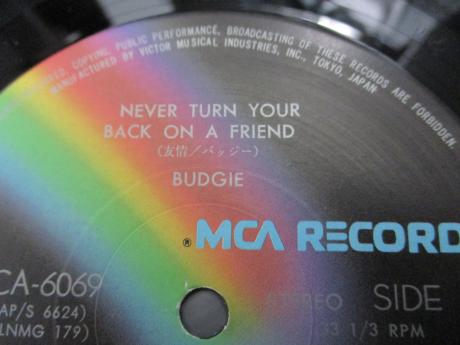 COPYING, PUBLIC PERFORMANCE, BROADCASTING OF THESE RECORDS ARE FORBIDDEN.
MANUFACTURED BY VICTOR MUSICAL INDUSTRIES, INC., TOKYO, JAPAN
NEVER TURN YOUR
BACK ON A FRIEND
(友情/バッジー)
BUDGIE
® MCA RECORD
CA-6069
STEREO SIDE
AP/S 6624)
LNMG 179)
33 1/3 RPM